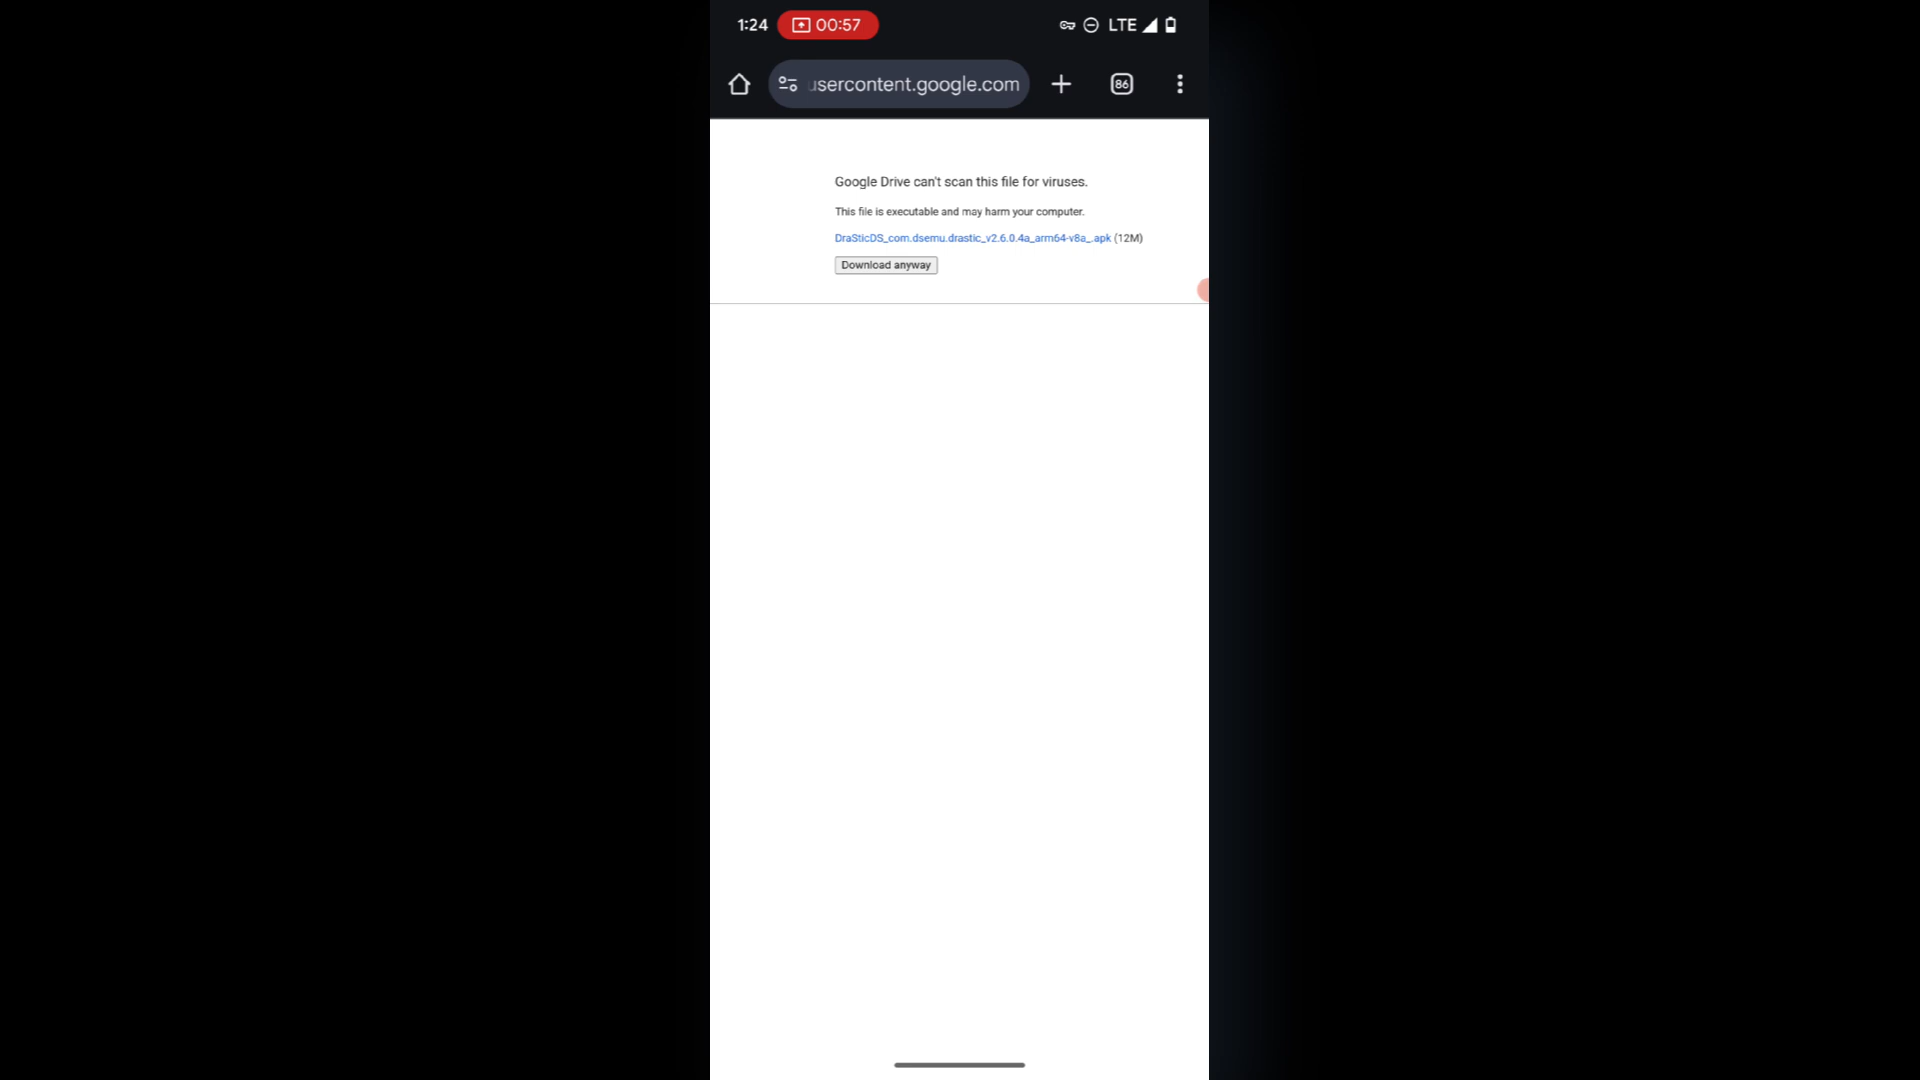 1:24 00:57 LTE
usercontent.google.com 86
Google Drive can't scan this file for viruses.
This file is executable and may harm your computer.
DraSticDS_com.dsemu.drastic_v2.6.0.4a_arm64-v8a_.apk (12M)
Download anyway